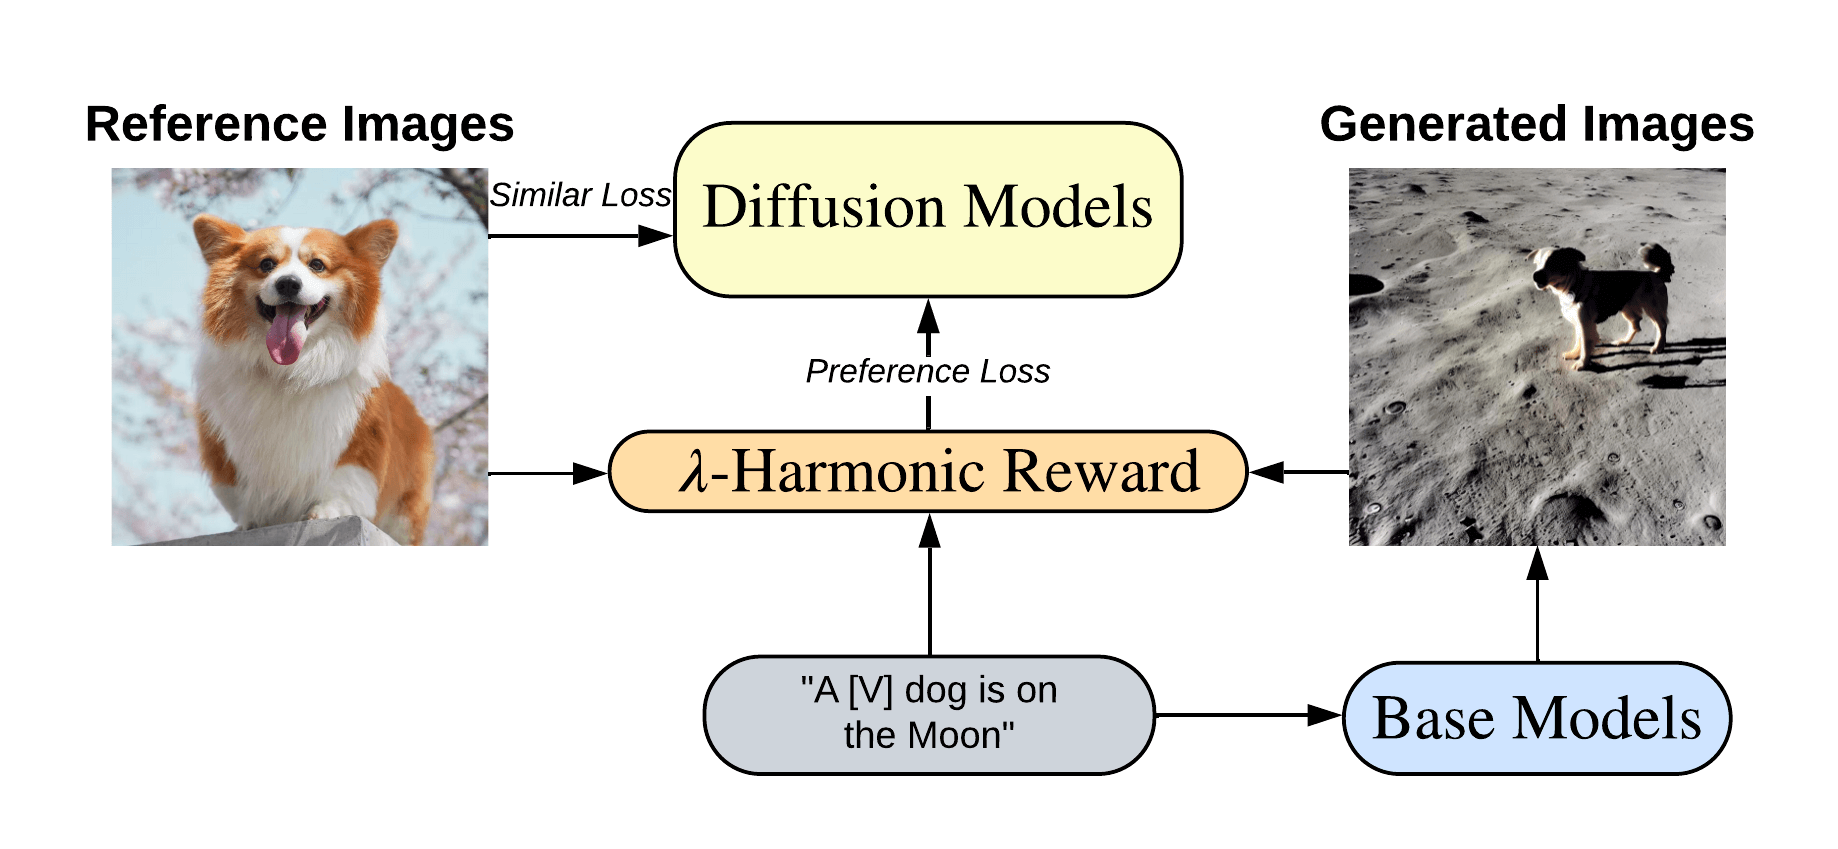 Reference Images
Generated Images
Similar Loss
Diffusion Models
Preference Loss
λ-Harmonic Reward
"A [V] dog is on
the Moon"
Base Models